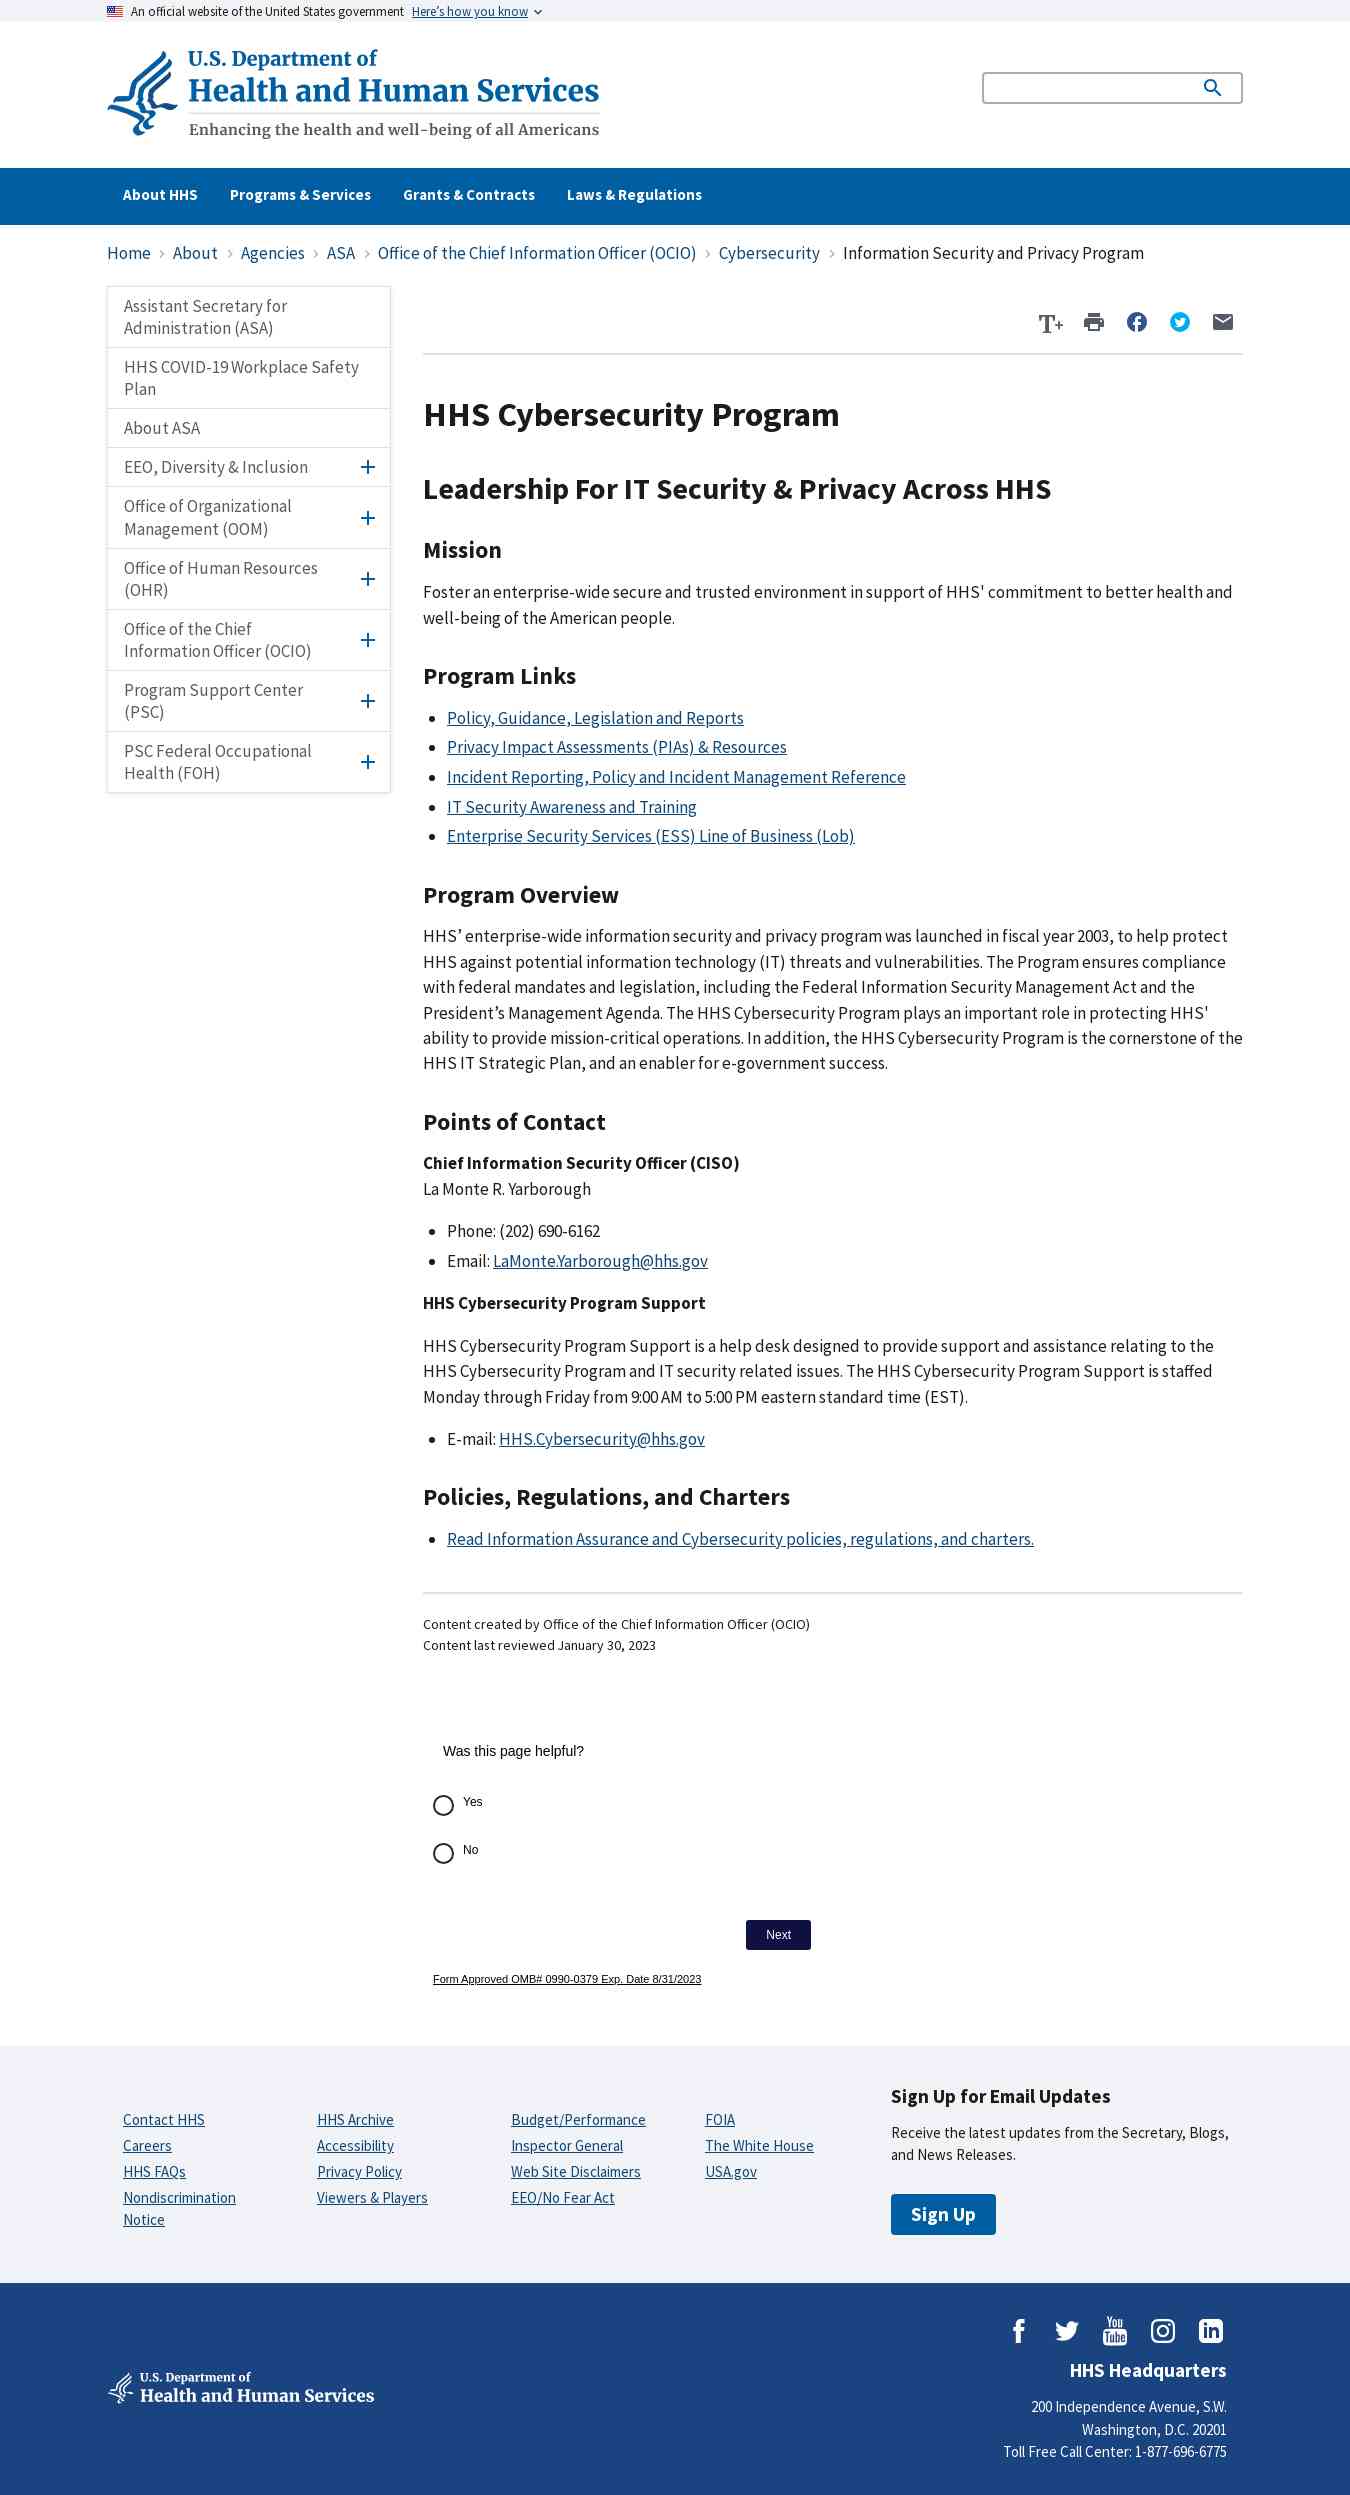 An official website of the United States government Here’s how you know
U.S. Department of
Health and Human Services
Enhancing the health and well-being of all Americans
About HHS Programs & Services Grants & Contracts Laws & Regulations
Home › About › Agencies › ASA › Office of the Chief Information Officer (OCIO) › Cybersecurity › Information Security and Privacy Program
Assistant Secretary for
Administration (ASA)
HHS COVID-19 Workplace Safety
Plan
About ASA
EEO, Diversity & Inclusion
Office of Organizational
Management (OOM)
Office of Human Resources
(OHR)
Office of the Chief
Information Officer (OCIO)
Program Support Center
(PSC)
PSC Federal Occupational
Health (FOH)
T+
HHS Cybersecurity Program
Leadership For IT Security & Privacy Across HHS
Mission
Foster an enterprise-wide secure and trusted environment in support of HHS' commitment to better health and
well-being of the American people.
Program Links
• Policy, Guidance, Legislation and Reports
• Privacy Impact Assessments (PIAs) & Resources
• Incident Reporting, Policy and Incident Management Reference
• IT Security Awareness and Training
• Enterprise Security Services (ESS) Line of Business (Lob)
Program Overview
HHS’ enterprise-wide information security and privacy program was launched in fiscal year 2003, to help protect
HHS against potential information technology (IT) threats and vulnerabilities. The Program ensures compliance
with federal mandates and legislation, including the Federal Information Security Management Act and the
President’s Management Agenda. The HHS Cybersecurity Program plays an important role in protecting HHS'
ability to provide mission-critical operations. In addition, the HHS Cybersecurity Program is the cornerstone of the
HHS IT Strategic Plan, and an enabler for e-government success.
Points of Contact
Chief Information Security Officer (CISO)
La Monte R. Yarborough
• Phone: (202) 690-6162
• Email: LaMonte.Yarborough@hhs.gov
HHS Cybersecurity Program Support
HHS Cybersecurity Program Support is a help desk designed to provide support and assistance relating to the
HHS Cybersecurity Program and IT security related issues. The HHS Cybersecurity Program Support is staffed
Monday through Friday from 9:00 AM to 5:00 PM eastern standard time (EST).
• E-mail: HHS.Cybersecurity@hhs.gov
Policies, Regulations, and Charters
• Read Information Assurance and Cybersecurity policies, regulations, and charters.
Content created by Office of the Chief Information Officer (OCIO)
Content last reviewed January 30, 2023
Was this page helpful?
Yes
No
Next
Form Approved OMB# 0990-0379 Exp. Date 8/31/2023
Contact HHS
Careers
HHS FAQs
Nondiscrimination
Notice
HHS Archive
Accessibility
Privacy Policy
Viewers & Players
Budget/Performance
Inspector General
Web Site Disclaimers
EEO/No Fear Act
FOIA
The White House
USA.gov
Sign Up for Email Updates
Receive the latest updates from the Secretary, Blogs,
and News Releases.
Sign Up
You
Tube
U.S. Department of
Health and Human Services
HHS Headquarters
200 Independence Avenue, S.W.
Washington, D.C. 20201
Toll Free Call Center: 1-877-696-6775